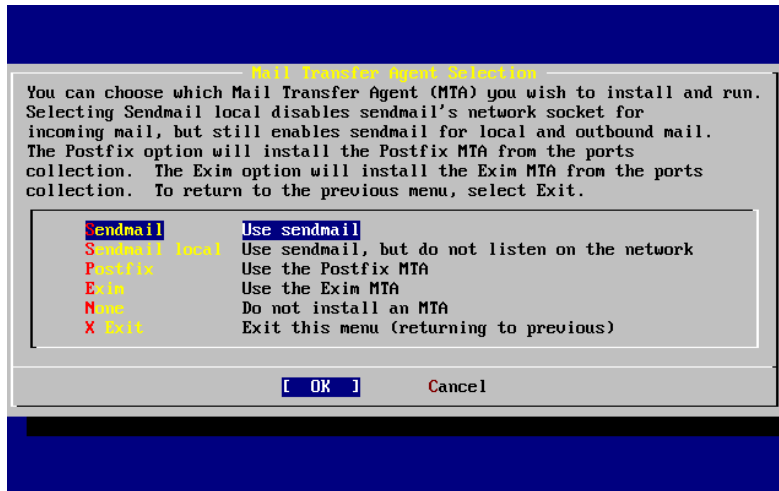 Mail Transfer Agent Selection
You can choose which Mail Transfer Agent (MTA) you wish to install and run.
Selecting Sendmail local disables sendmail's network socket for
incoming mail, but still enables sendmail for local and outbound mail.
The Postfix option will install the Postfix MTA from the ports
collection.  The Exim option will install the Exim MTA from the ports
collection.  To return to the previous menu, select Exit.
Sendmail Use sendmail
Sendmail local Use sendmail, but do not listen on the network
Postfix Use the Postfix MTA
Exim Use the Exim MTA
None Do not install an MTA
X Exit Exit this menu (returning to previous)
[ OK ] Cancel